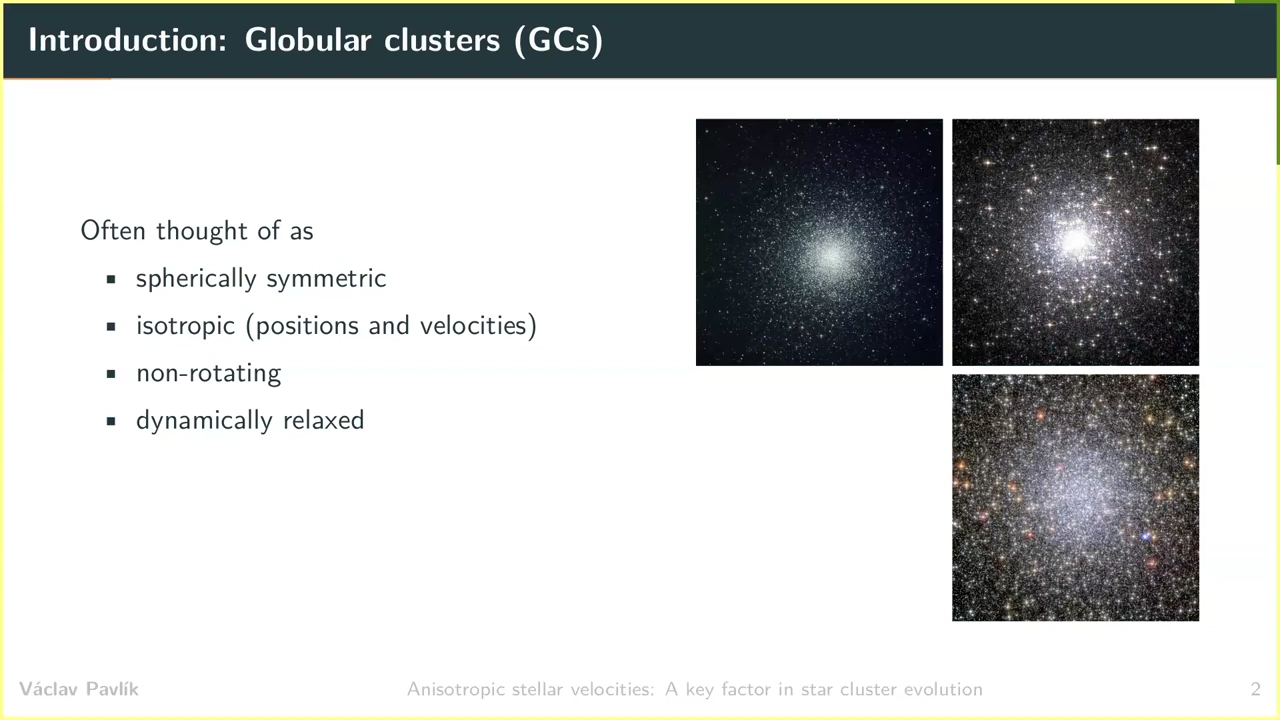 Introduction: Globular clusters (GCs)
Often thought of as
▪ spherically symmetric
▪ isotropic (positions and velocities)
▪ non-rotating
▪ dynamically relaxed
Václav Pavlík
Anisotropic stellar velocities: A key factor in star cluster evolution
2